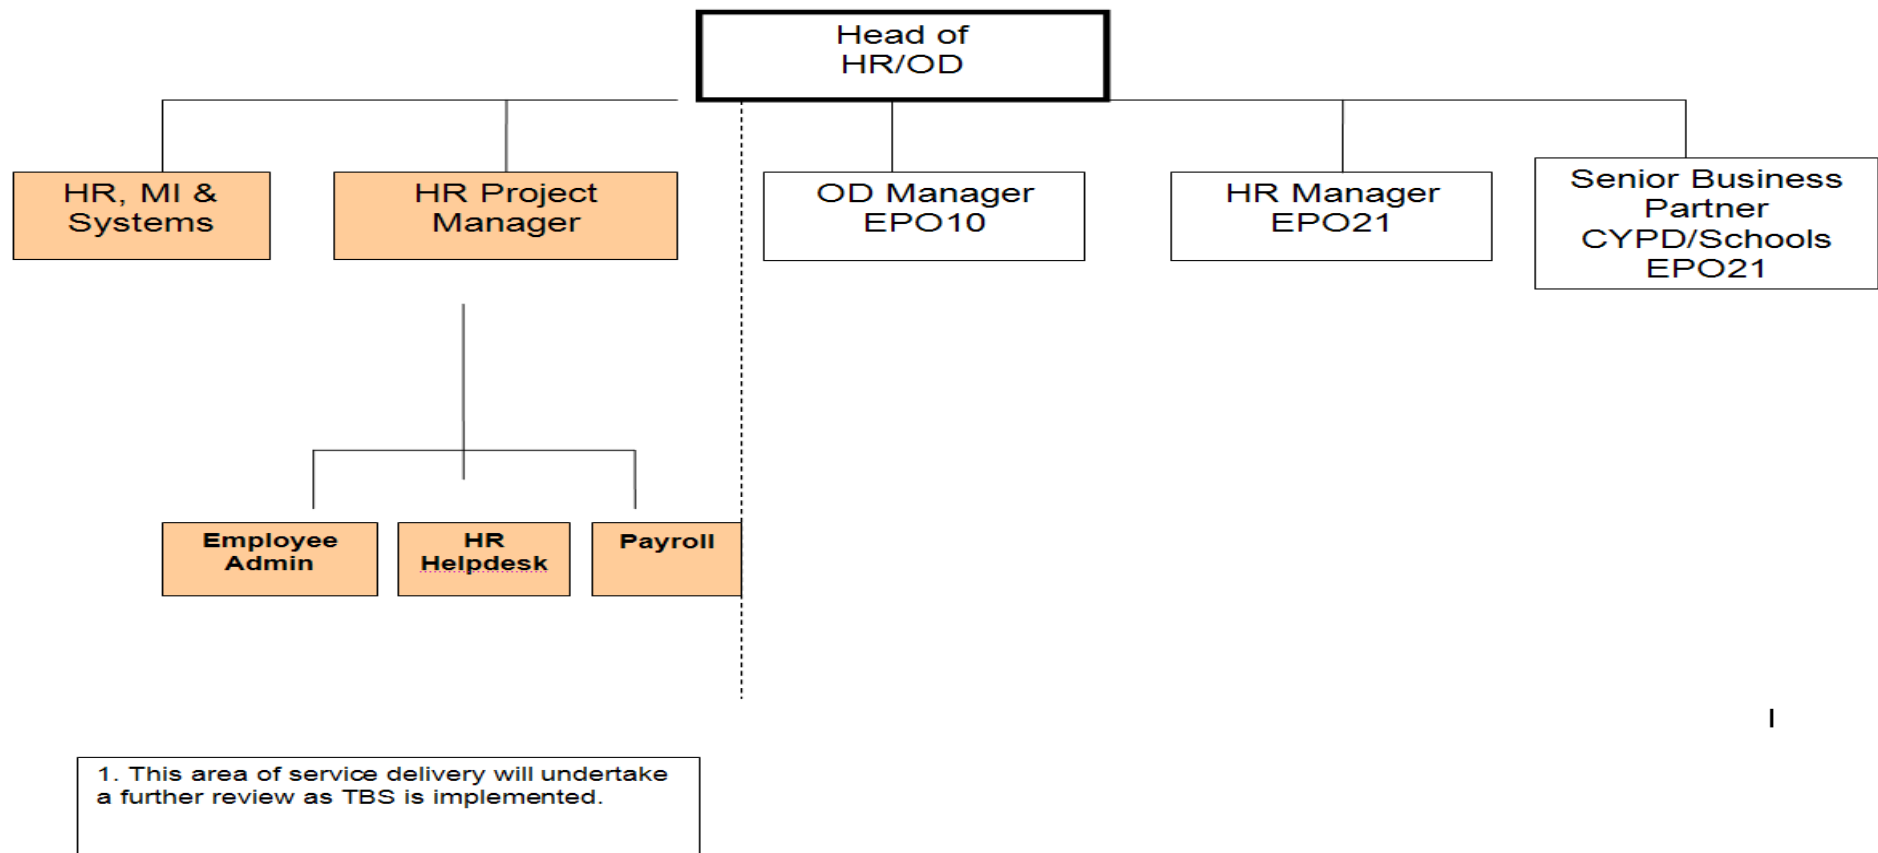 Head of
HR/OD
HR, MI &
Systems
HR Project
Manager
OD Manager
EPO10
HR Manager
EPO21
Senior Business
Partner
CYPD/Schools
EPO21
Employee
Admin
HR
Helpdesk
Payroll
I
1. This area of service delivery will undertake
a further review as TBS is implemented.